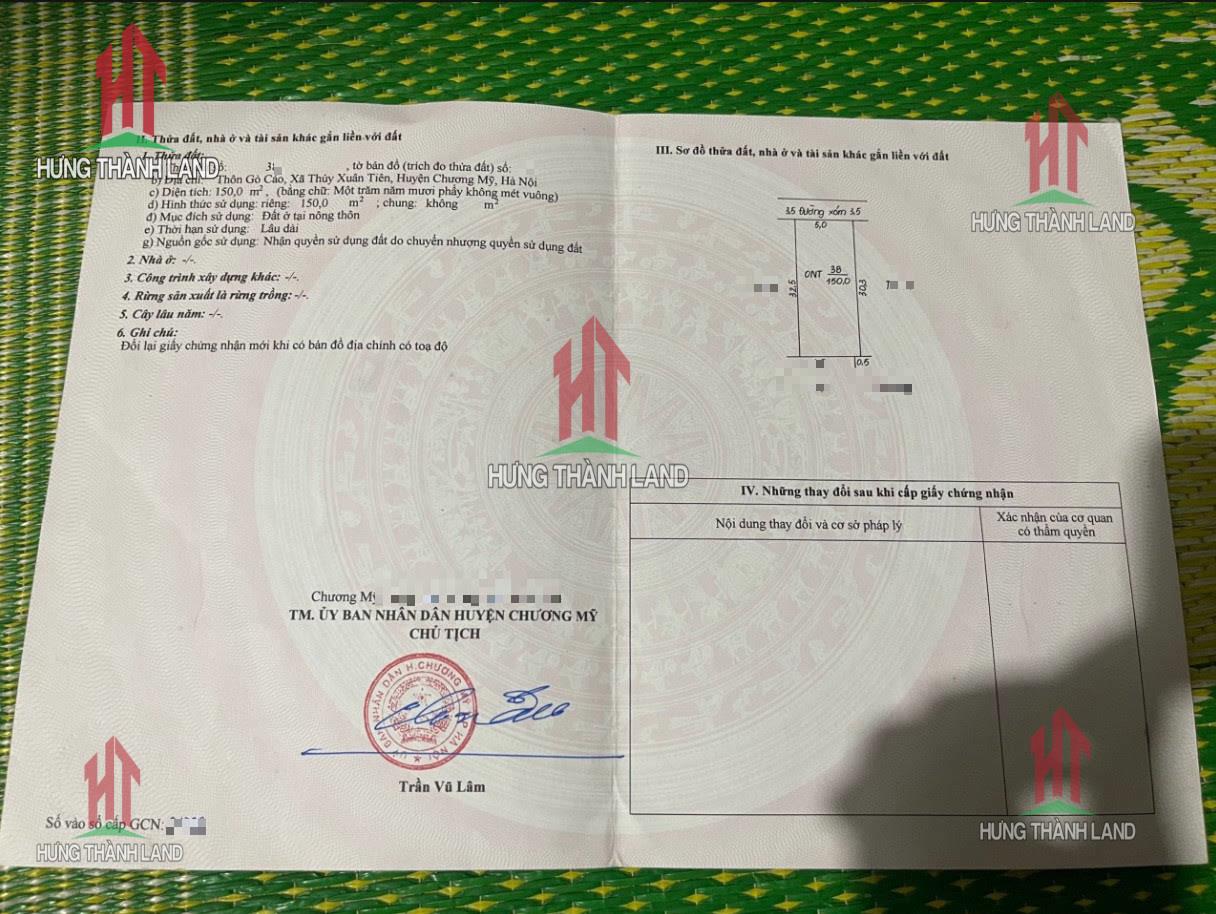 II. Thửa đất, nhà ở và tài sản khác gắn liền với đất
1. Thửa đất:
, tờ bản đồ (trích đo thửa đất) số:
b) Địa chỉ: Thôn Gò Cáo, Xã Thủy Xuân Tiên, Huyện Chương Mỹ, Hà Nội
c) Diện tích: 150,0 m², (bằng chữ: Một trăm năm mươi phẩy không mét vuông)
d) Hình thức sử dụng: riêng: 150,0 m² ; chung: không m²
đ) Mục đích sử dụng: Đất ở tại nông thôn
e) Thời hạn sử dụng: Lâu dài
g) Nguồn gốc sử dụng: Nhận quyền sử dụng đất do chuyển nhượng quyền sử dụng đất
2. Nhà ở: -/-.
3. Công trình xây dựng khác: -/-.
4. Rừng sản xuất là rừng trồng: -/-.
5. Cây lâu năm: -/-.
6. Ghi chú:
Đổi lại giấy chứng nhận mới khi có bản đồ địa chính có toạ độ
Chương Mỹ
TM. ỦY BAN NHÂN DÂN HUYỆN CHƯƠNG MỸ
CHỦ TỊCH
ỦY BAN NHÂN DÂN H.CHƯƠNG MỸ T.P HÀ NỘI
Trần Vũ Lâm
Số vào sổ cấp GCN:
III. Sơ đồ thửa đất, nhà ở và tài sản khác gắn liền với đất
3.5 Đường xóm 3.5
5,0
ONT 38
150,0
32,5
30,3
0,5
IV. Những thay đổi sau khi cấp giấy chứng nhận
Nội dung thay đổi và cơ sở pháp lý
Xác nhận của cơ quan
có thẩm quyền
HƯNG THÀNH LAND
HƯNG THÀNH LAND
HƯNG THÀNH LAND
HƯNG THÀNH LAND
HƯNG THÀNH LAND